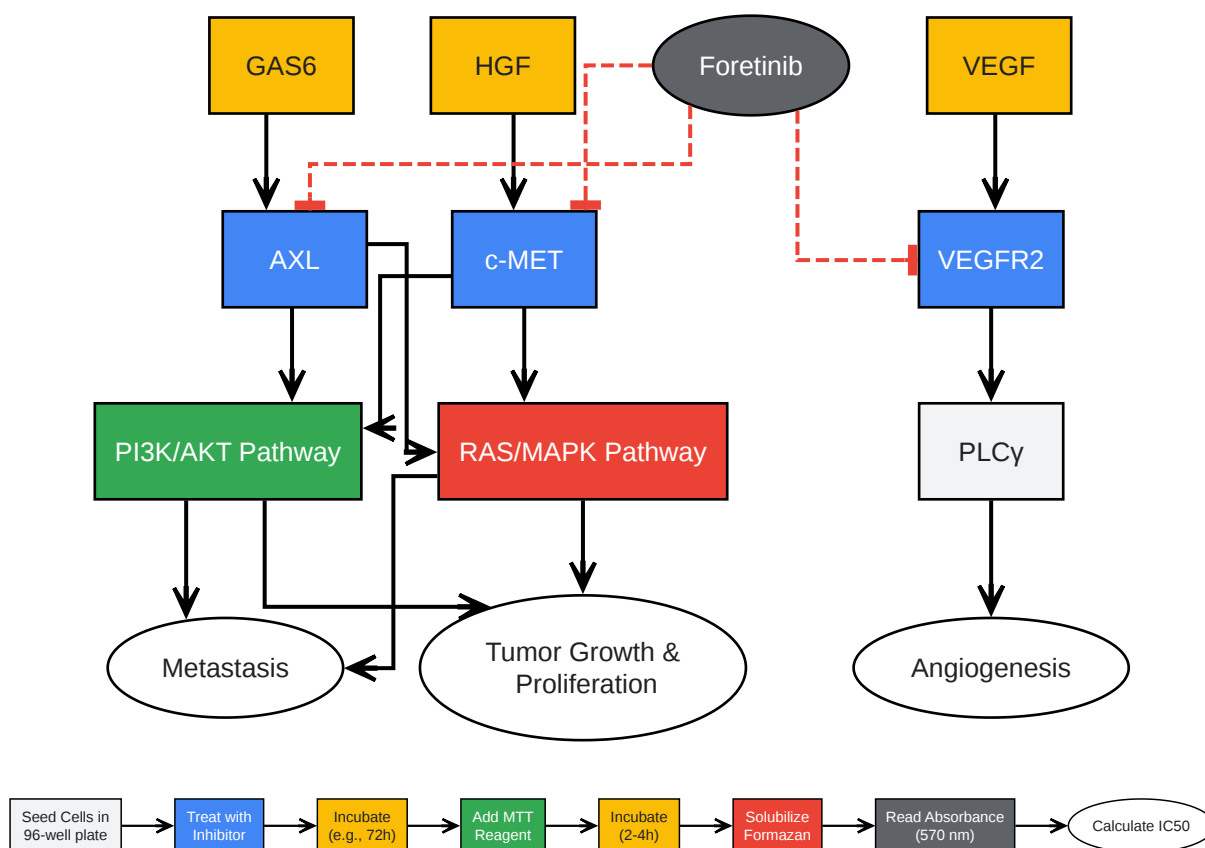 GAS6
HGF
Foretinib
VEGF
AXL
c-MET
VEGFR2
PI3K/AKT Pathway
RAS/MAPK Pathway
PLCγ
Metastasis
Tumor Growth &
Proliferation
Angiogenesis
Seed Cells in
96-well plate
Treat with
Inhibitor
Incubate
(e.g., 72h)
Add MTT
Reagent
Incubate
(2-4h)
Solubilize
Formazan
Read Absorbance
(570 nm)
Calculate IC50